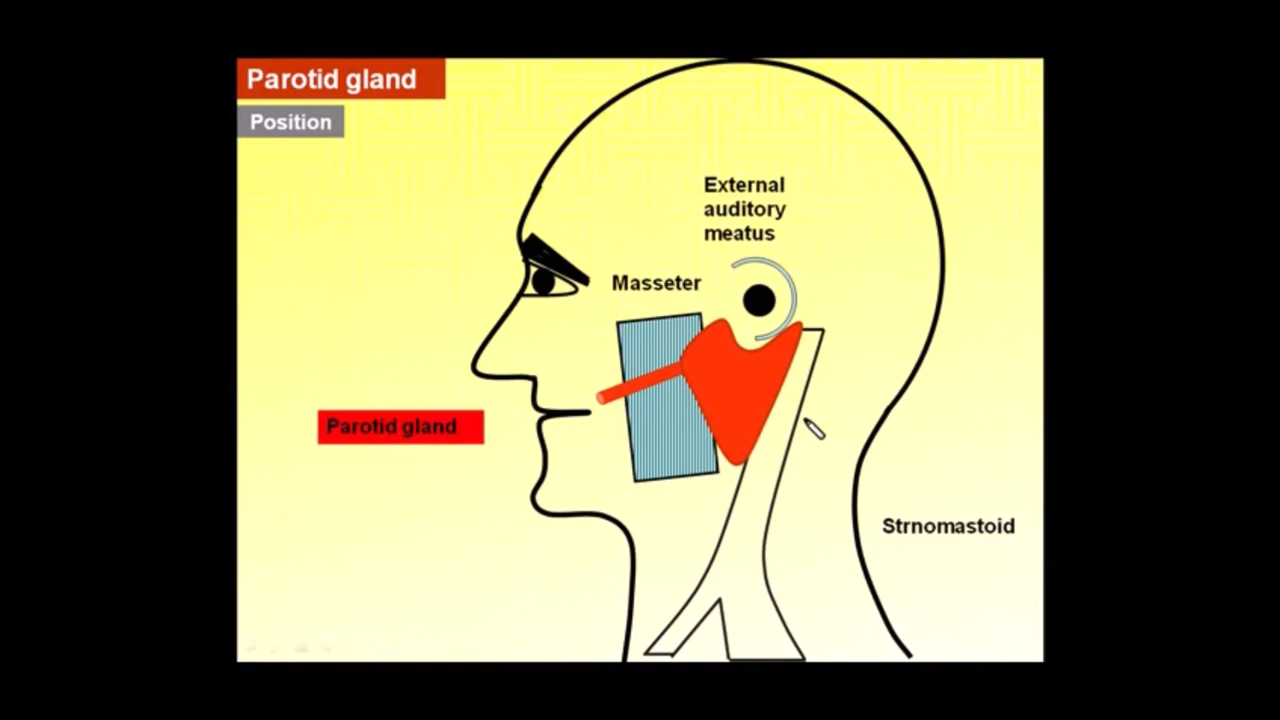 Parotid gland
Position
External
auditory
meatus
Masseter
Parotid gland
Strnomastoid